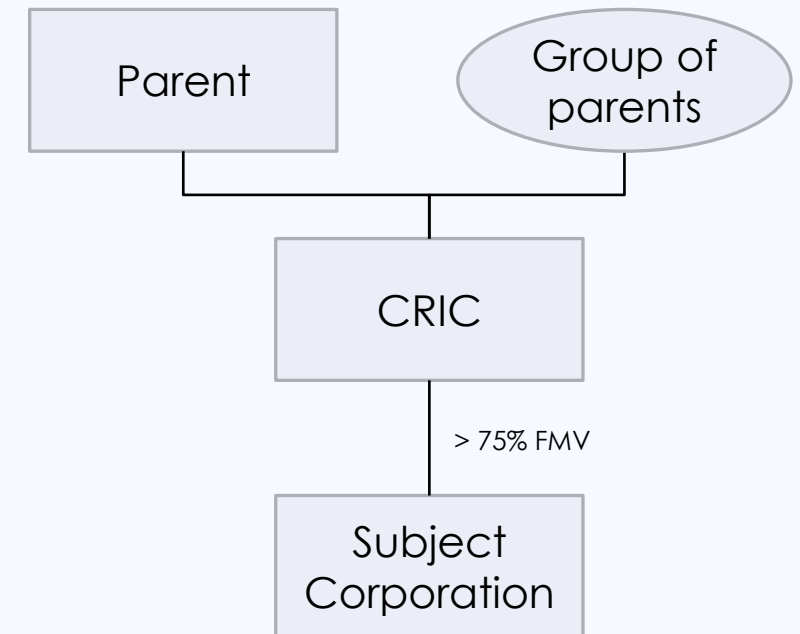 Parent
Group of
parents
CRIC
> 75% FMV
Subject
Corporation